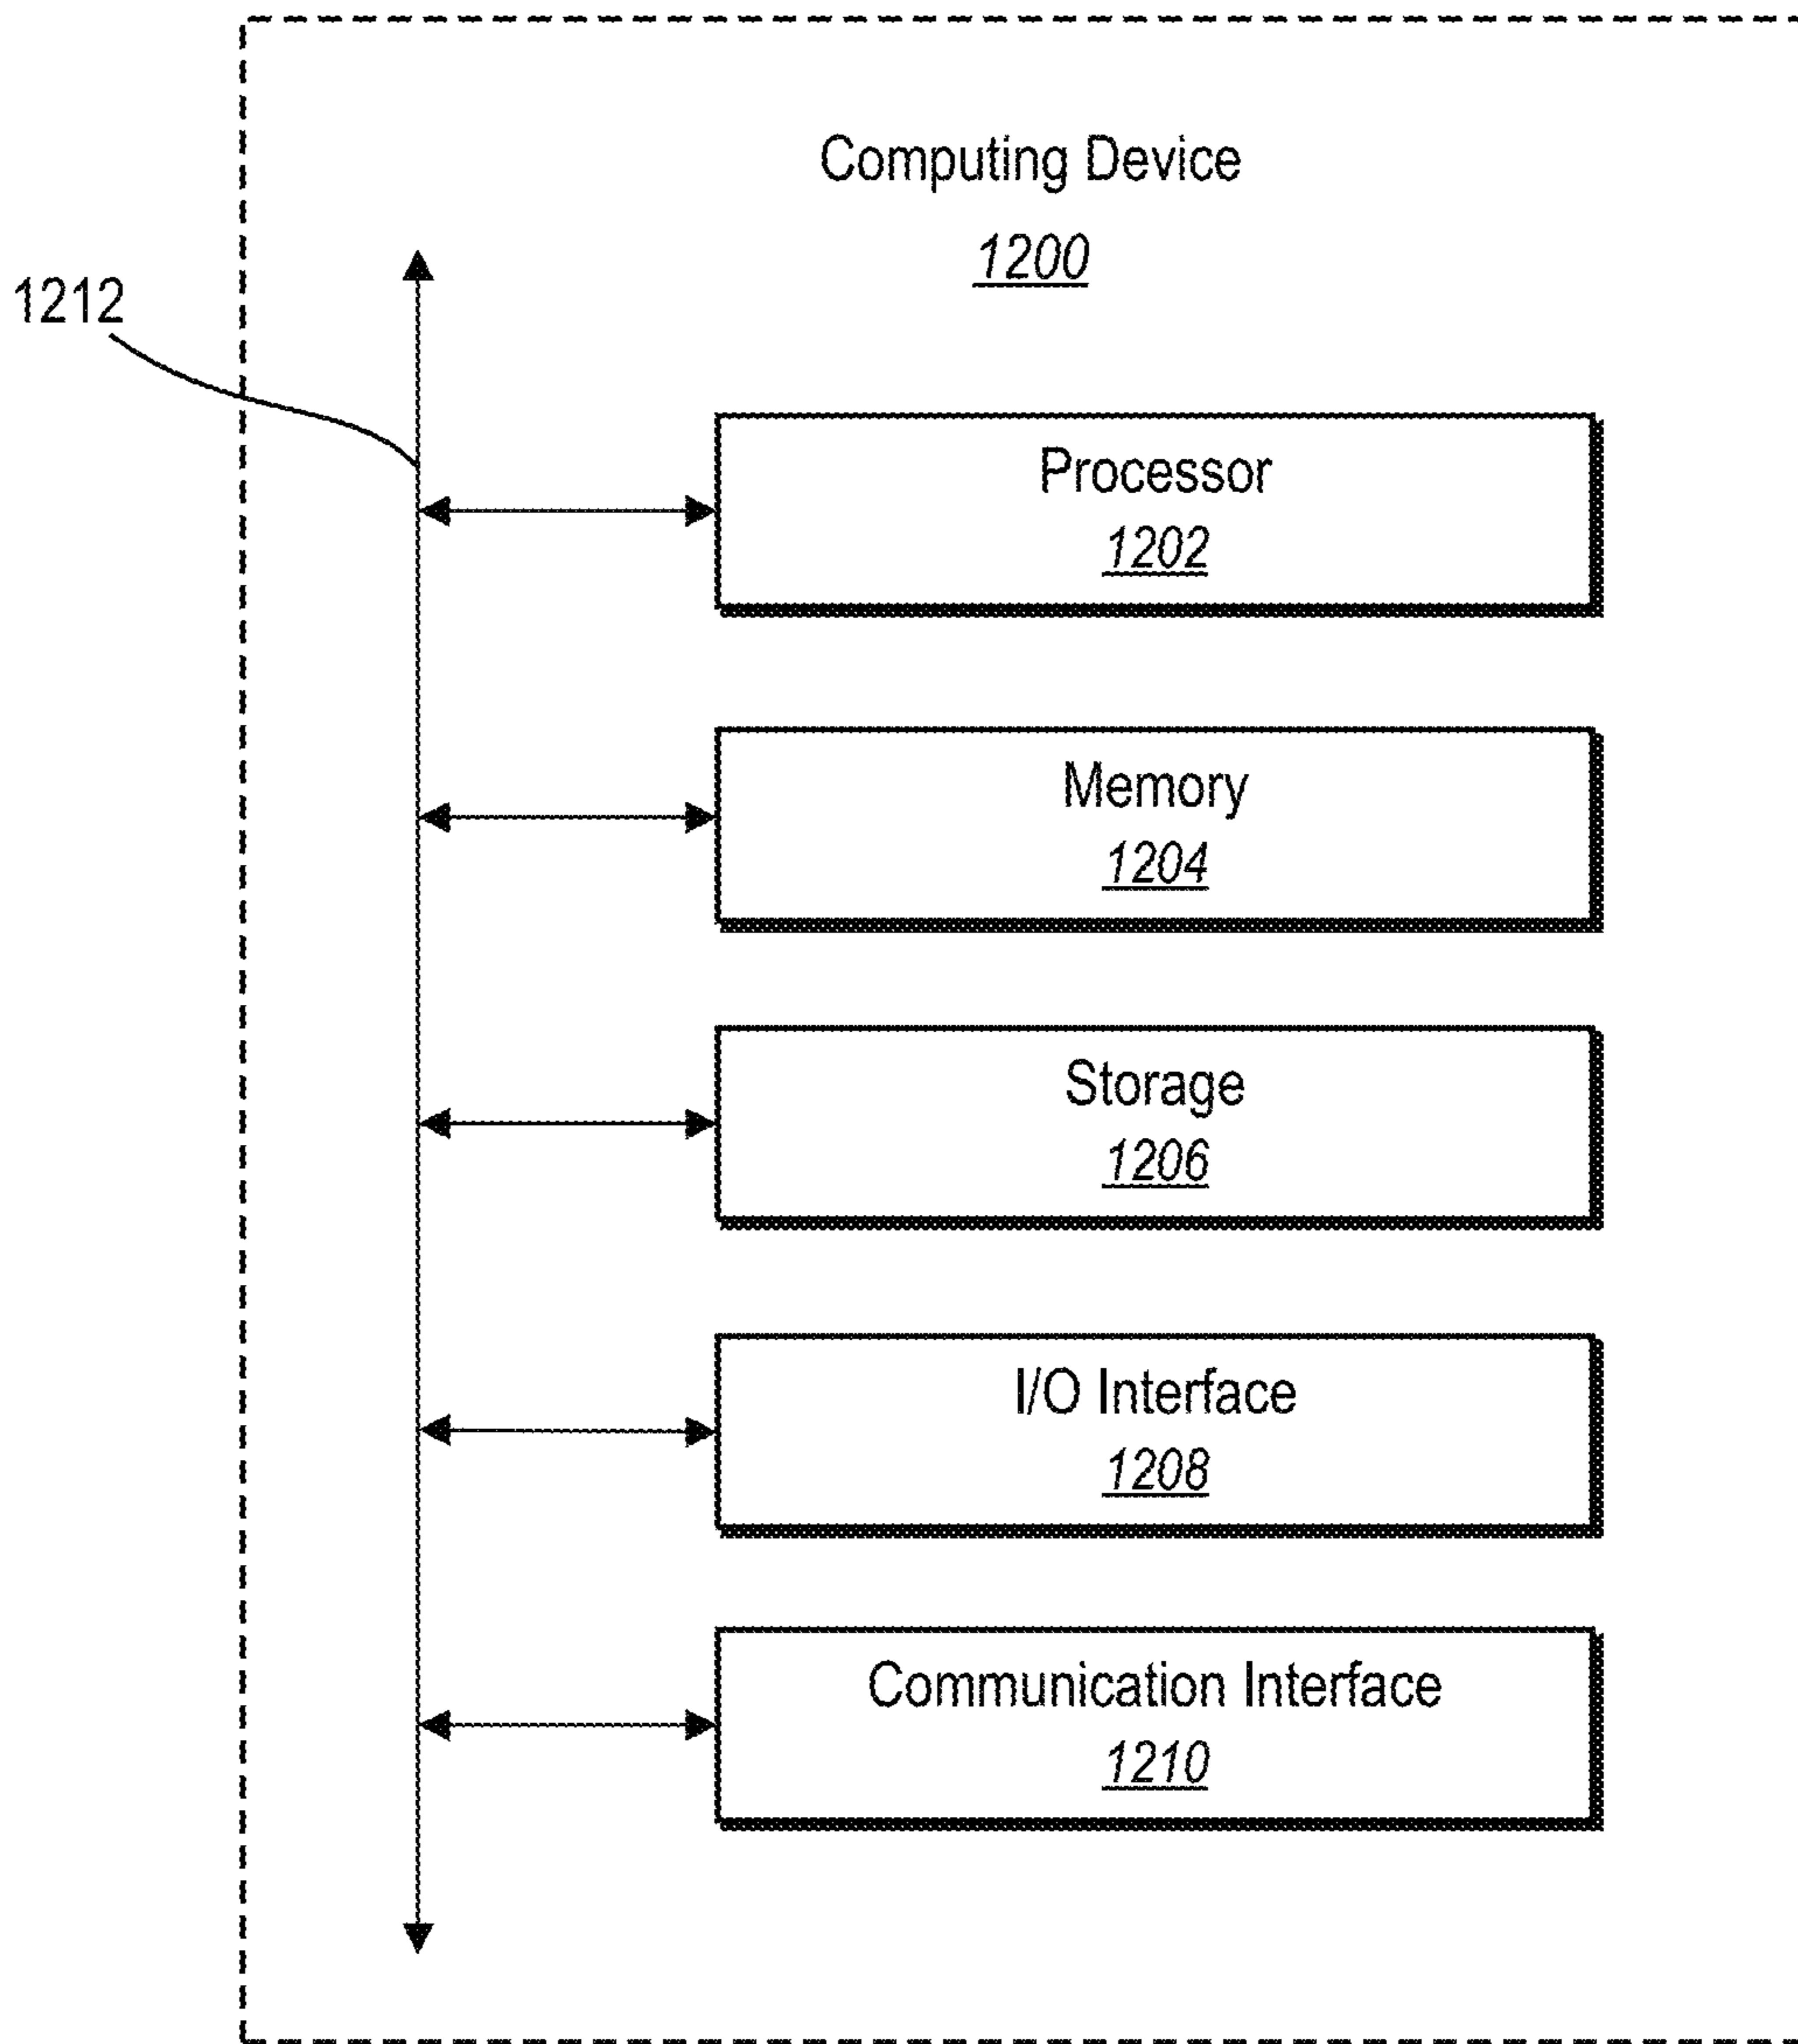 Computing Device
1200
1212
Processor
1202
Memory
1204
Storage
1206
I/O Interface
1208
Communication Interface
1210